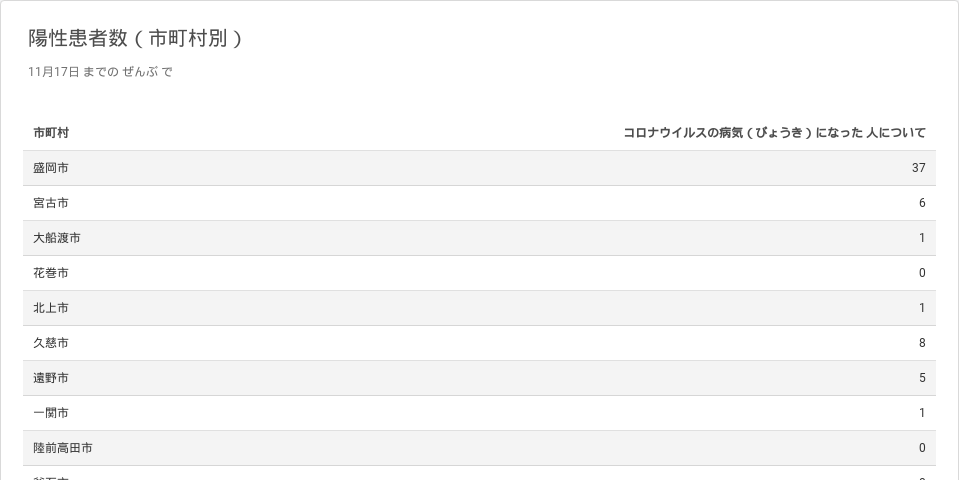 陽性患者数（市町村別）
11月17日 までの ぜんぶ で
市町村 コロナウイルスの病気（びょうき）になった 人について
盛岡市 37
宮古市 6
大船渡市 1
花巻市 0
北上市 1
久慈市 8
遠野市 5
一関市 1
陸前高田市 0